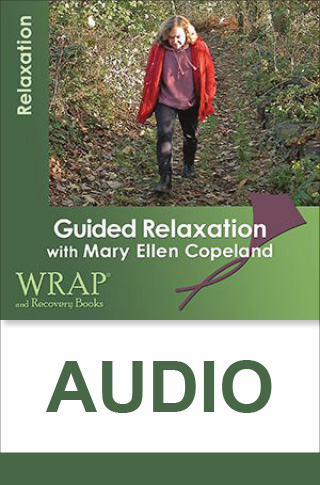 Relaxation
Guided Relaxation
with Mary Ellen Copeland
WRAP®
and Recovery Books
AUDIO